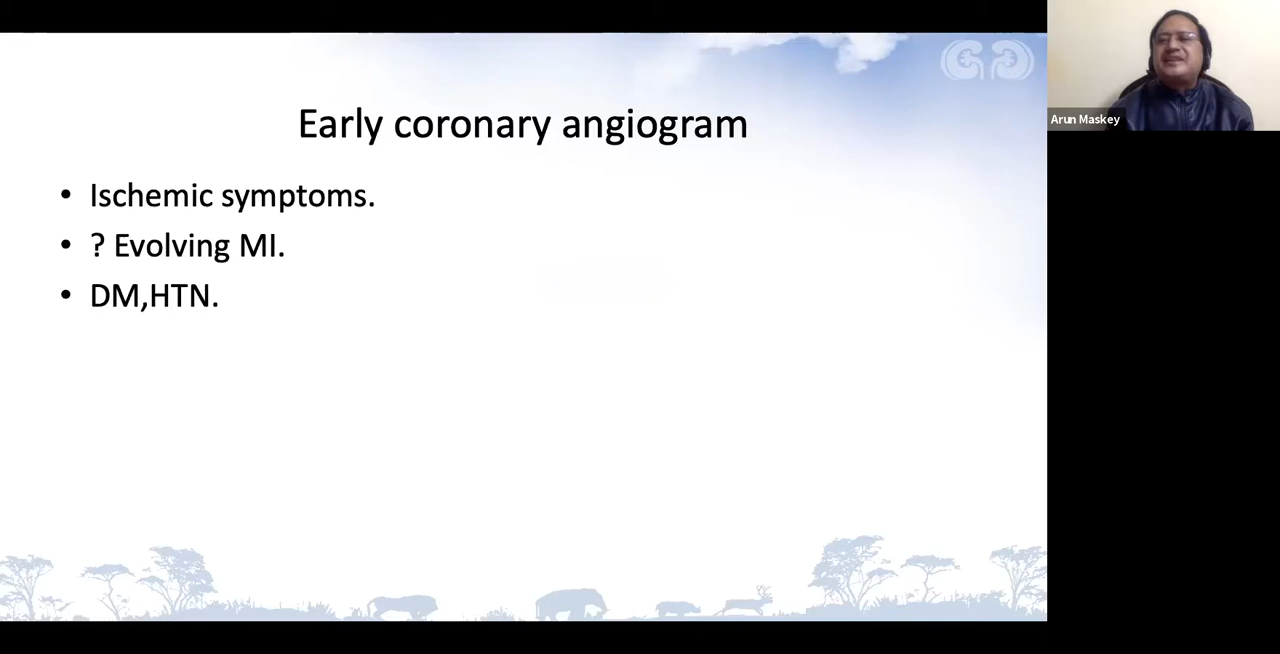 Early coronary angiogram
• Ischemic symptoms.
• ? Evolving MI.
• DM,HTN.
Arun Maskey